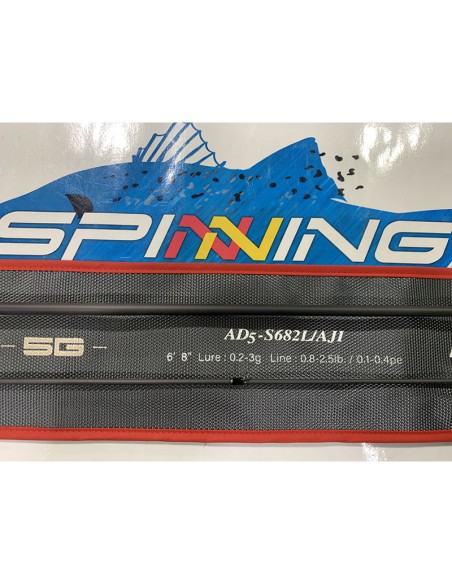 SPINNING
AD5-S682L/AJI
-5G-
6' 8" Lure : 0.2-3g Line : 0.8-2.5lb. / 0.1-0.4pe